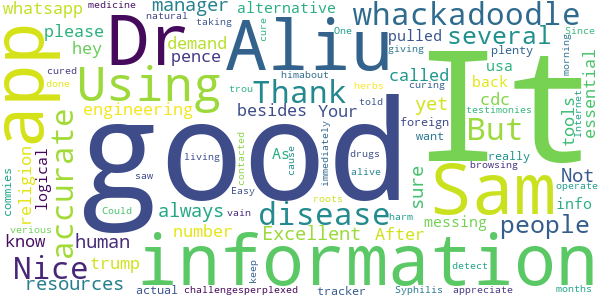 whatsapp
hey
please
manager
medicine
alternative
natural
taking
One
cure
whackadoodle
app
Dr
Aliu
It
demand
pence
pulled
several
Since
cured
done
Using
Thank
himabout
trou
told
giving
herbs
called
usa
plenty
curing
back
morning
Internet
essential
engineering
besides
Your
yet
cdc
testimonies
tools
accurate
good
As
immediately
foreign
drugs
want
But
really
browsing
commies
religion
logical
living
saw
contacted
cause
alive
Sam
Not
sure
info
operate
always
Easy
vain
disease
roots
harm
messing
people
verious
know
human
Could
number
Excellent
After
Nice
trump
information
detect
resources
actual
challengesperplexed
keep
tracker
Syphilis
appreciate
months